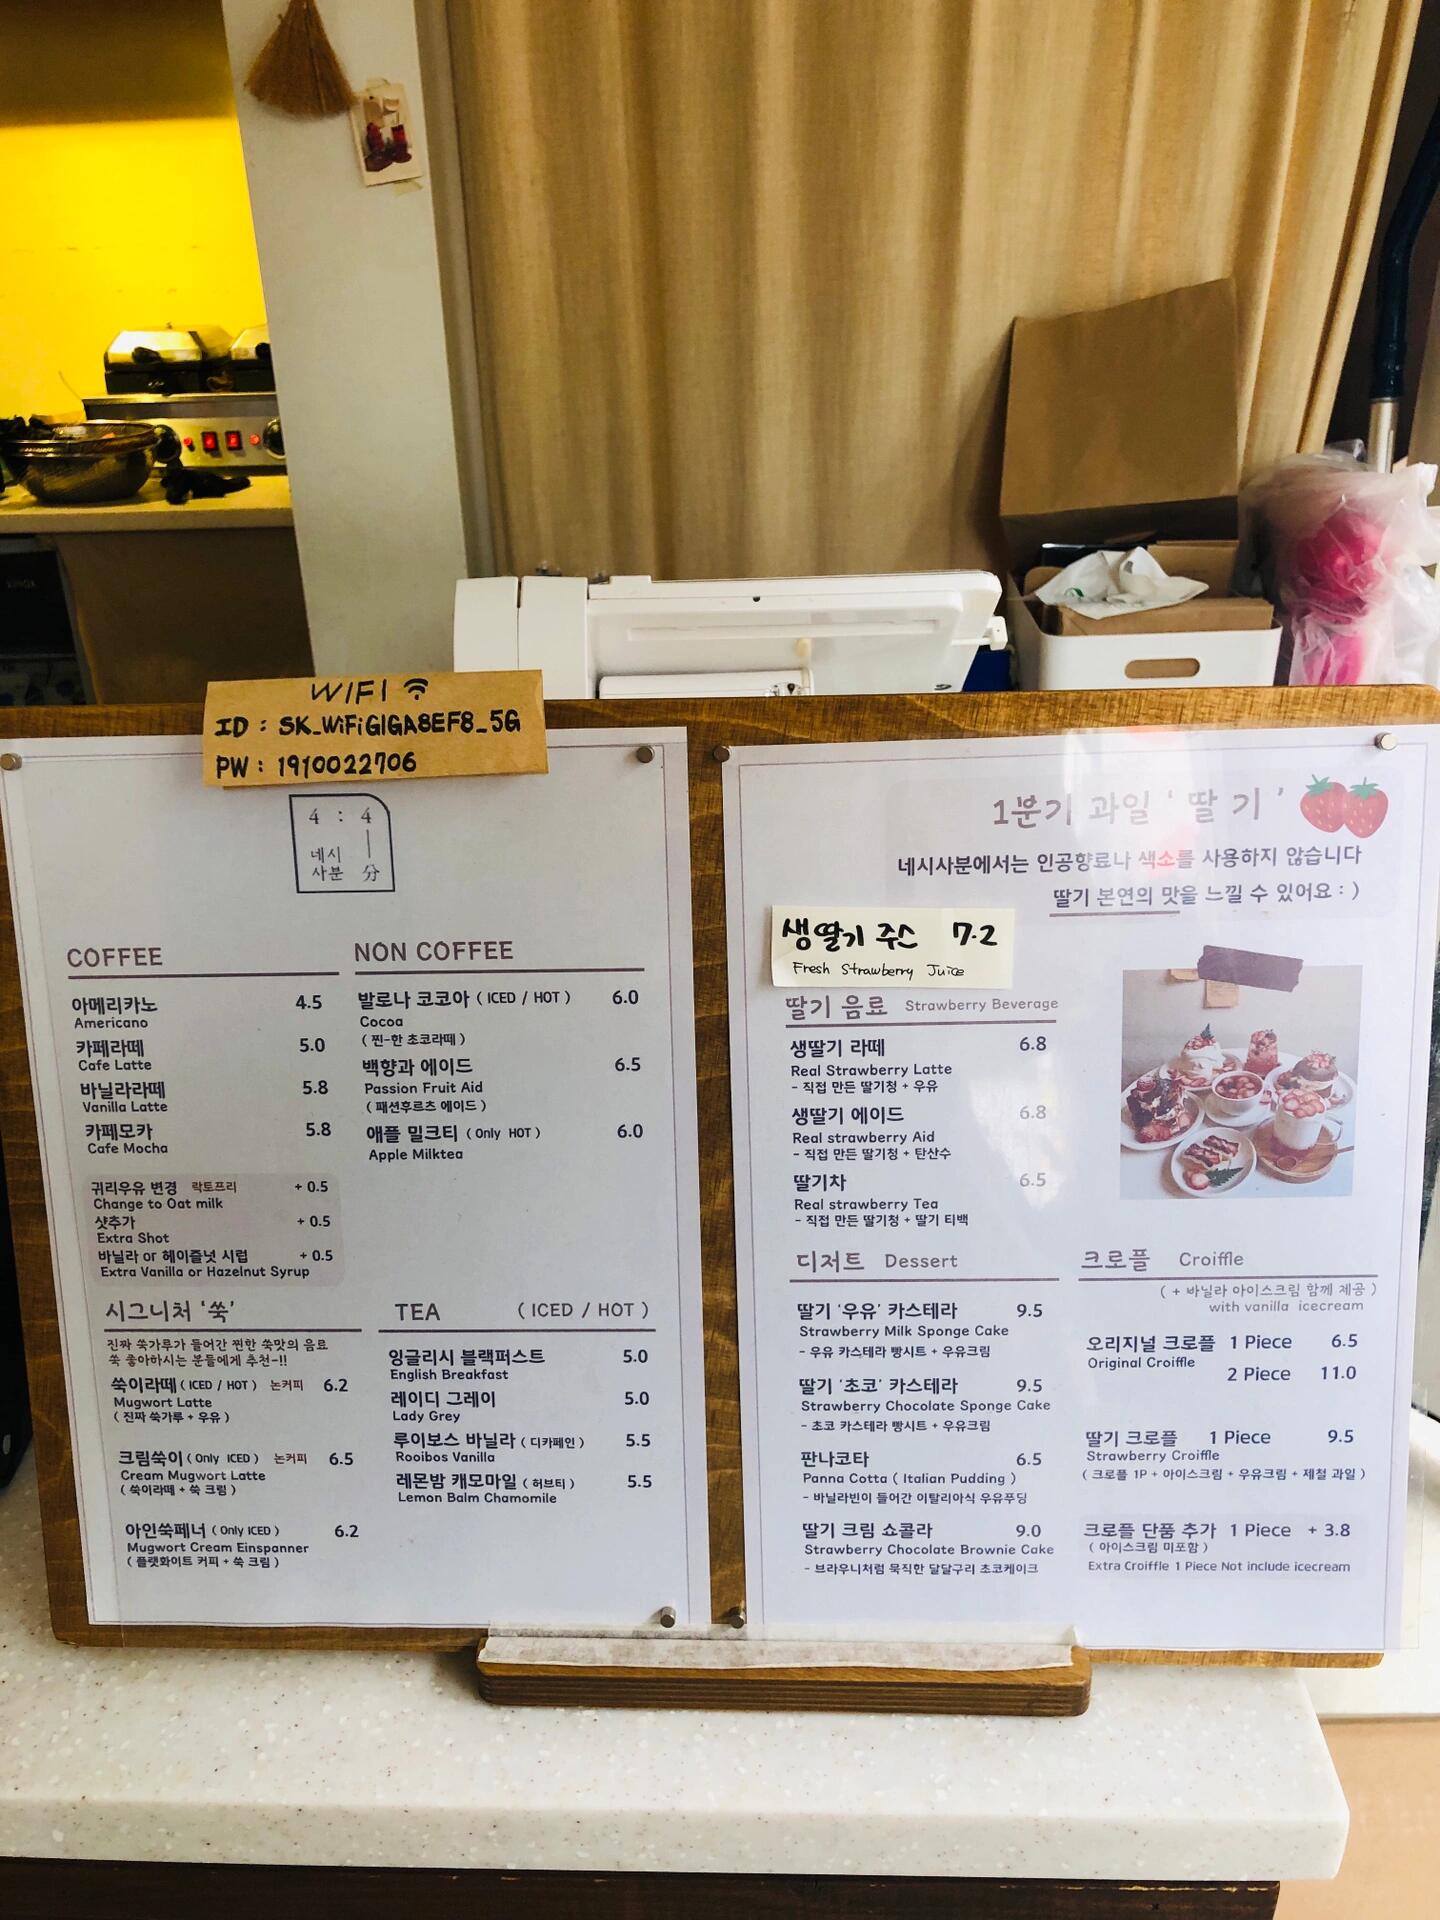 WIFI
ID : SK_WiFiGIGA8EF8_5G
PW : 1910022706
4 : 4
네시
사분 分
COFFEE
아메리카노 4.5
Americano
카페라떼 5.0
Cafe Latte
바닐라라떼 5.8
Vanilla Latte
카페모카 5.8
Cafe Mocha
귀리우유 변경 락토프리 + 0.5
Change to Oat milk
샷추가 + 0.5
Extra Shot
바닐라 or 헤이즐넛 시럽 + 0.5
Extra Vanilla or Hazelnut Syrup
NON COFFEE
발로나 코코아 ( ICED / HOT ) 6.0
Cocoa
( 찐-한 초코라떼 )
백향과 에이드 6.5
Passion Fruit Aid
( 패션후르츠 에이드 )
애플 밀크티 ( Only HOT ) 6.0
Apple Milktea
시그니처 ‘쑥’
진짜 쑥가루가 들어간 찐한 쑥맛의 음료
쑥 좋아하시는 분들에게 추천-!!
쑥이라떼 ( ICED / HOT ) 논커피 6.2
Mugwort Latte
( 진짜 쑥가루 + 우유 )
크림쑥이 ( Only ICED ) 논커피 6.5
Cream Mugwort Latte
( 쑥이라떼 + 쑥 크림 )
아인쑥페너 ( Only ICED ) 6.2
Mugwort Cream Einspanner
( 플랫화이트 커피 + 쑥 크림 )
TEA ( ICED / HOT )
잉글리시 블랙퍼스트 5.0
English Breakfast
레이디 그레이 5.0
Lady Grey
루이보스 바닐라 ( 디카페인 ) 5.5
Rooibos Vanilla
레몬밤 캐모마일 ( 허브티 ) 5.5
Lemon Balm Chamomile
1분기 과일 ‘ 딸 기 ’
네시사분에서는 인공향료나 색소를 사용하지 않습니다
딸기 본연의 맛을 느낄 수 있어요 : )
생딸기 주스 7.2
Fresh Strawberry Juice
딸기 음료 Strawberry Beverage
생딸기 라떼 6.8
Real Strawberry Latte
- 직접 만든 딸기청 + 우유
생딸기 에이드 6.8
Real strawberry Aid
- 직접 만든 딸기청 + 탄산수
딸기차 6.5
Real strawberry Tea
- 직접 만든 딸기청 + 딸기 티백
디저트 Dessert
딸기 ‘우유’ 카스테라 9.5
Strawberry Milk Sponge Cake
- 우유 카스테라 빵시트 + 우유크림
딸기 ‘초코’ 카스테라 9.5
Strawberry Chocolate Sponge Cake
- 초코 카스테라 빵시트 + 우유크림
판나코타 6.5
Panna Cotta ( Italian Pudding )
- 바닐라빈이 들어간 이탈리아식 우유푸딩
딸기 크림 쇼콜라 9.0
Strawberry Chocolate Brownie Cake
- 브라우니처럼 묵직한 달달구리 초코케이크
크로플 Croiffle
( + 바닐라 아이스크림 함께 제공 )
with vanilla icecream
오리지널 크로플 1 Piece 6.5
Original Croiffle
2 Piece 11.0
딸기 크로플 1 Piece 9.5
Strawberry Croiffle
( 크로플 1P + 아이스크림 + 우유크림 + 제철 과일 )
크로플 단품 추가 1 Piece + 3.8
( 아이스크림 미포함 )
Extra Croiffle 1 Piece Not include icecream